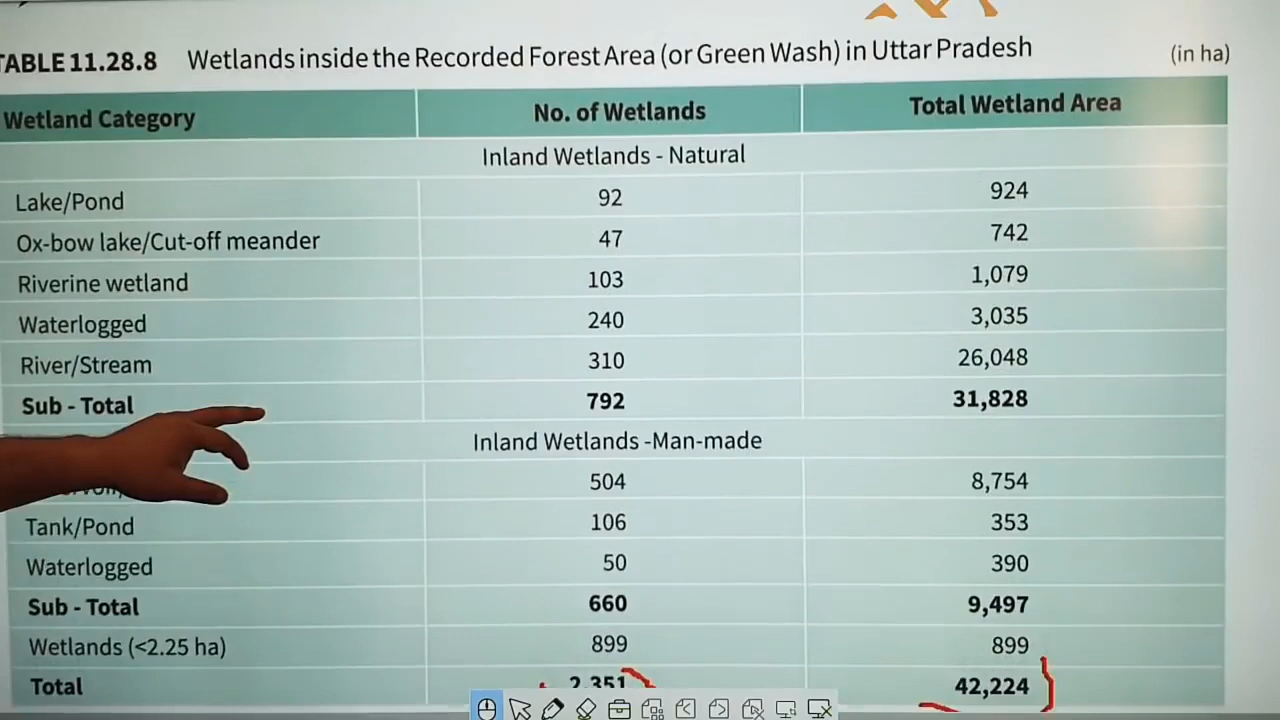 TABLE 11.28.8 Wetlands inside the Recorded Forest Area (or Green Wash) in Uttar Pradesh (in ha)
Wetland Category No. of Wetlands Total Wetland Area
Inland Wetlands - Natural
Lake/Pond 92 924
Ox-bow lake/Cut-off meander 47 742
Riverine wetland 103 1,079
Waterlogged 240 3,035
River/Stream 310 26,048
Sub - Total 792 31,828
Inland Wetlands -Man-made
504 8,754
Tank/Pond 106 353
Waterlogged 50 390
Sub - Total 660 9,497
Wetlands (<2.25 ha) 899 899
Total 2,351 42,224